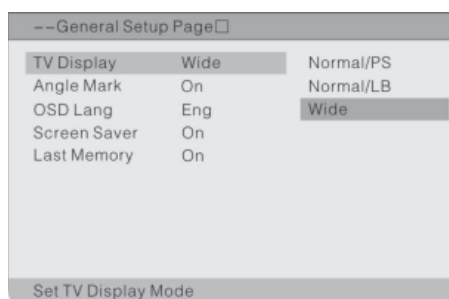 --General Setup Page□
TV Display Wide Normal/PS
Angle Mark On Normal/LB
OSD Lang Eng Wide
Screen Saver On
Last Memory On
Set TV Display Mode